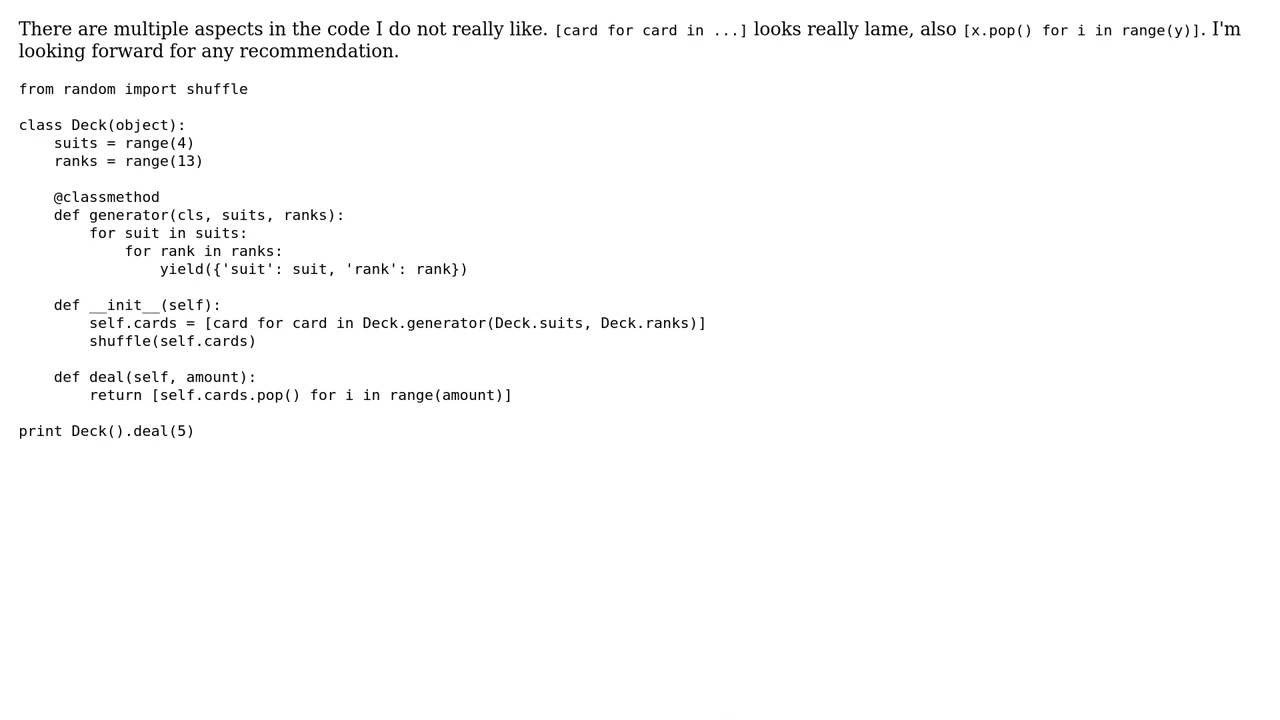 There are multiple aspects in the code I do not really like. [card for card in ...] looks really lame, also [x.pop() for i in range(y)]. I'm
looking forward for any recommendation.
from random import shuffle
class Deck(object):
    suits = range(4)
    ranks = range(13)
    @classmethod
    def generator(cls, suits, ranks):
        for suit in suits:
            for rank in ranks:
                yield({'suit': suit, 'rank': rank})
    def __init__(self):
        self.cards = [card for card in Deck.generator(Deck.suits, Deck.ranks)]
        shuffle(self.cards)
    def deal(self, amount):
        return [self.cards.pop() for i in range(amount)]
print Deck().deal(5)